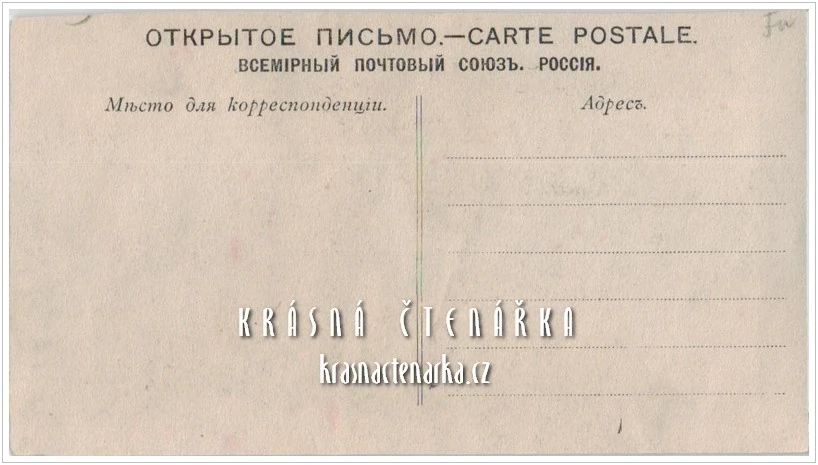 ОТКРЫТОЕ ПИСЬМО.—CARTE POSTALE.
ВСЕМІРНЫЙ ПОЧТОВЫЙ СОЮЗЪ. РОССІЯ.
Мѣсто для корреспонденціи.
Адресъ.
KRÁSNÁ ČTENÁŘKA
krasnactenarka.cz